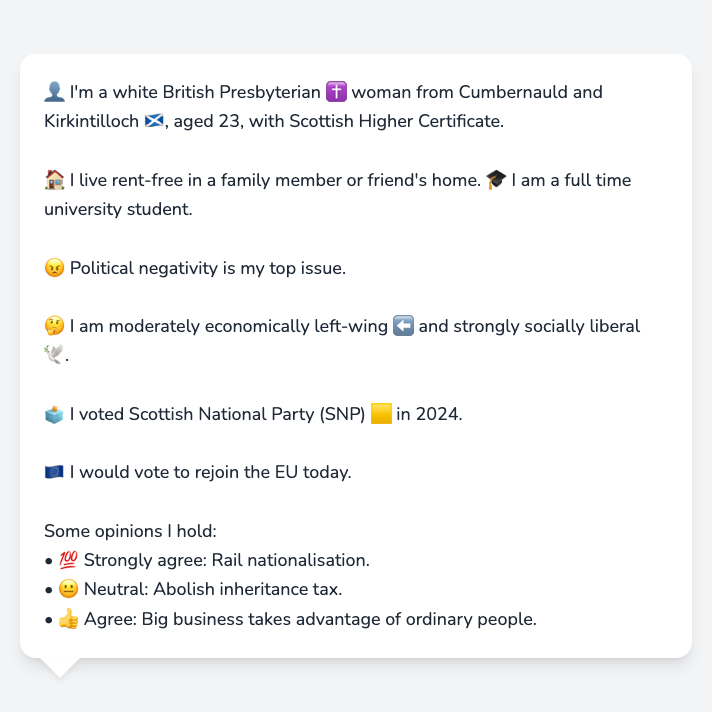 👤 I'm a white British Presbyterian ✝️ woman from Cumbernauld and
Kirkintilloch 🏴󠁧󠁢󠁳󠁣󠁴󠁿, aged 23, with Scottish Higher Certificate.
🏠 I live rent-free in a family member or friend's home. 🎓 I am a full time
university student.
😠 Political negativity is my top issue.
🤔 I am moderately economically left-wing ⬅️ and strongly socially liberal
🕊️.
🗳️ I voted Scottish National Party (SNP) 🟨 in 2024.
🇪🇺 I would vote to rejoin the EU today.
Some opinions I hold:
• 💯 Strongly agree: Rail nationalisation.
• 😐 Neutral: Abolish inheritance tax.
• 👍 Agree: Big business takes advantage of ordinary people.